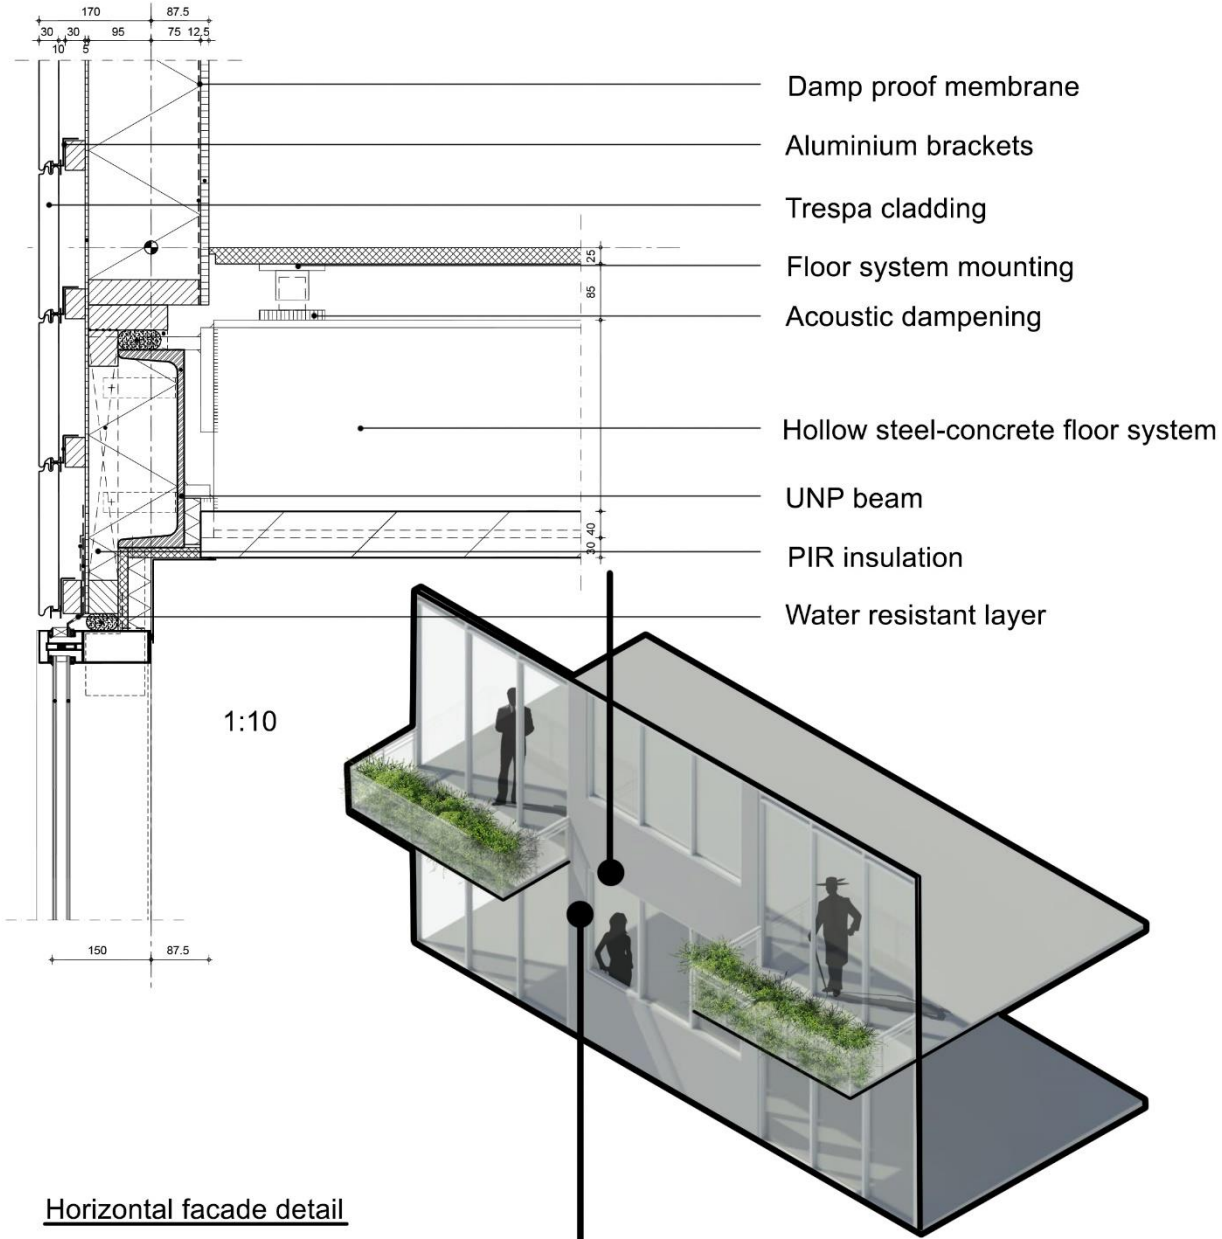 170 87.5
30 30 95 75 12,5
10 5
Damp proof membrane
Aluminium brackets
Trespa cladding
25
Floor system mounting
85
Acoustic dampening
Hollow steel-concrete floor system
UNP beam
40
30
PIR insulation
Water resistant layer
1:10
150 87.5
Horizontal facade detail